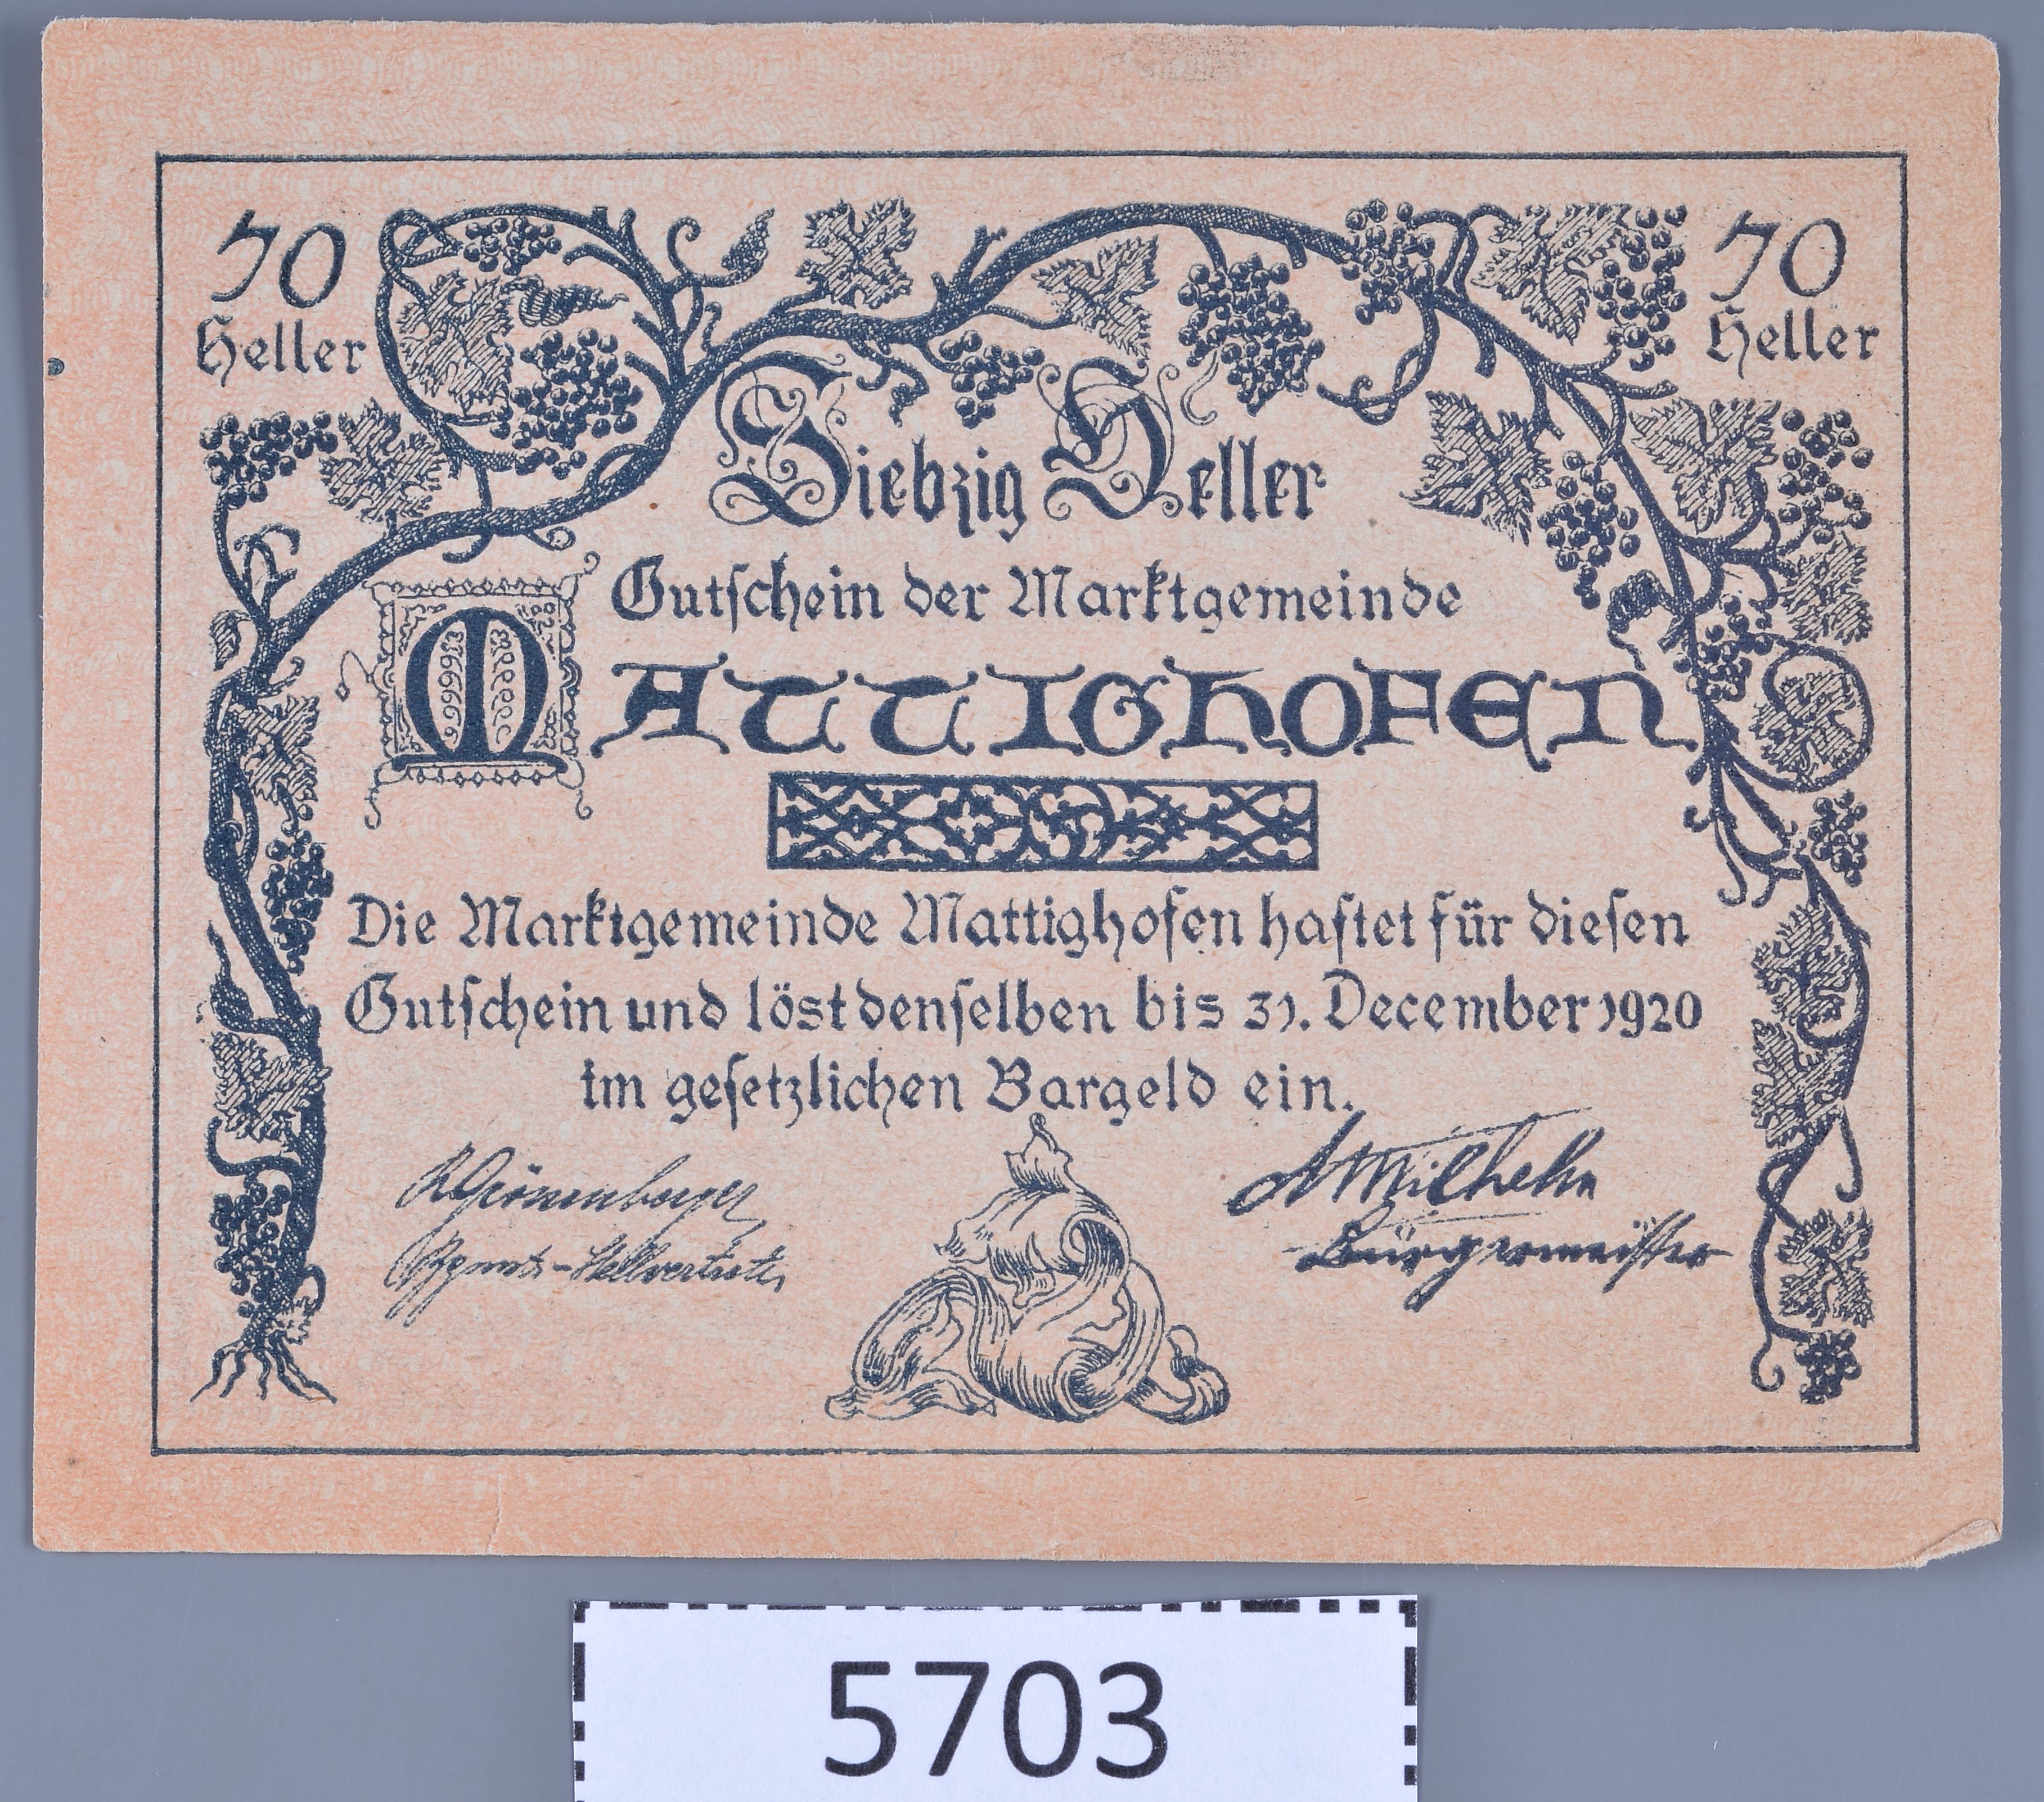 70 70
Heller Heller
Siebzig Heller
Gutschein der Marktgemeinde
MATTIGHOFEN
Die Marktgemeinde Mattighofen haftet für diesen
Gutschein und löst denselben bis 31. December 1920
im gesetzlichen Bargeld ein.
Bürgermeister
5703